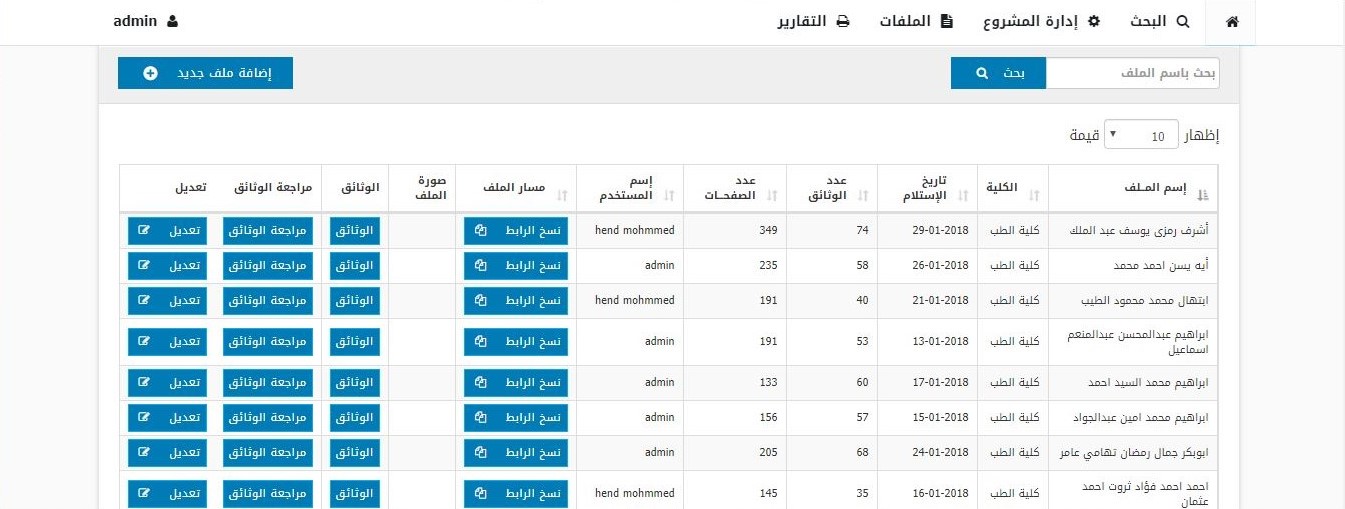 البحث إدارة المشروع الملفات التقارير admin
بحث باسم الملف بحث إضافة ملف جديد
إظهار 10 قيمة
إسم المـلف الكلية تاريخ الإستلام عدد الوثائق عدد الصفحـات إسم المستخدم مسار الملف صورة الملف الوثائق مراجعة الوثائق تعديل
أشرف رمزى يوسف عبد الملك كلية الطب 29-01-2018 74 349 hend mohmmed نسخ الرابط الوثائق مراجعة الوثائق تعديل
أيه يسن احمد محمد كلية الطب 26-01-2018 58 235 admin نسخ الرابط الوثائق مراجعة الوثائق تعديل
ابتهال محمد محمود الطيب كلية الطب 21-01-2018 40 191 hend mohmmed نسخ الرابط الوثائق مراجعة الوثائق تعديل
ابراهيم عبدالمحسن عبدالمنعم
اسماعيل كلية الطب 13-01-2018 53 191 admin نسخ الرابط الوثائق مراجعة الوثائق تعديل
ابراهيم محمد السيد احمد كلية الطب 17-01-2018 60 133 admin نسخ الرابط الوثائق مراجعة الوثائق تعديل
ابراهيم محمد امين عبدالجواد كلية الطب 15-01-2018 57 156 admin نسخ الرابط الوثائق مراجعة الوثائق تعديل
ابوبكر جمال رمضان تهامي عامر كلية الطب 24-01-2018 68 205 admin نسخ الرابط الوثائق مراجعة الوثائق تعديل
احمد احمد فؤاد ثروت احمد
عثمان كلية الطب 16-01-2018 35 145 hend mohmmed نسخ الرابط الوثائق مراجعة الوثائق تعديل